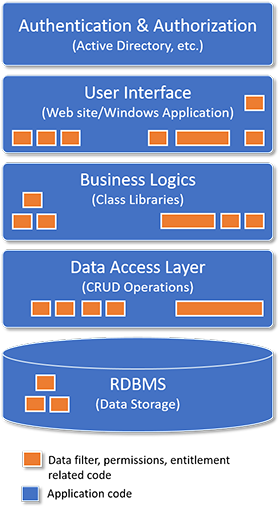 Authentication & Authorization
(Active Directory, etc.)
User Interface
(Web site/Windows Application)
Business Logics
(Class Libraries)
Data Access Layer
(CRUD Operations)
RDBMS
(Data Storage)
Data filter, permissions, entitlement
related code
Application code